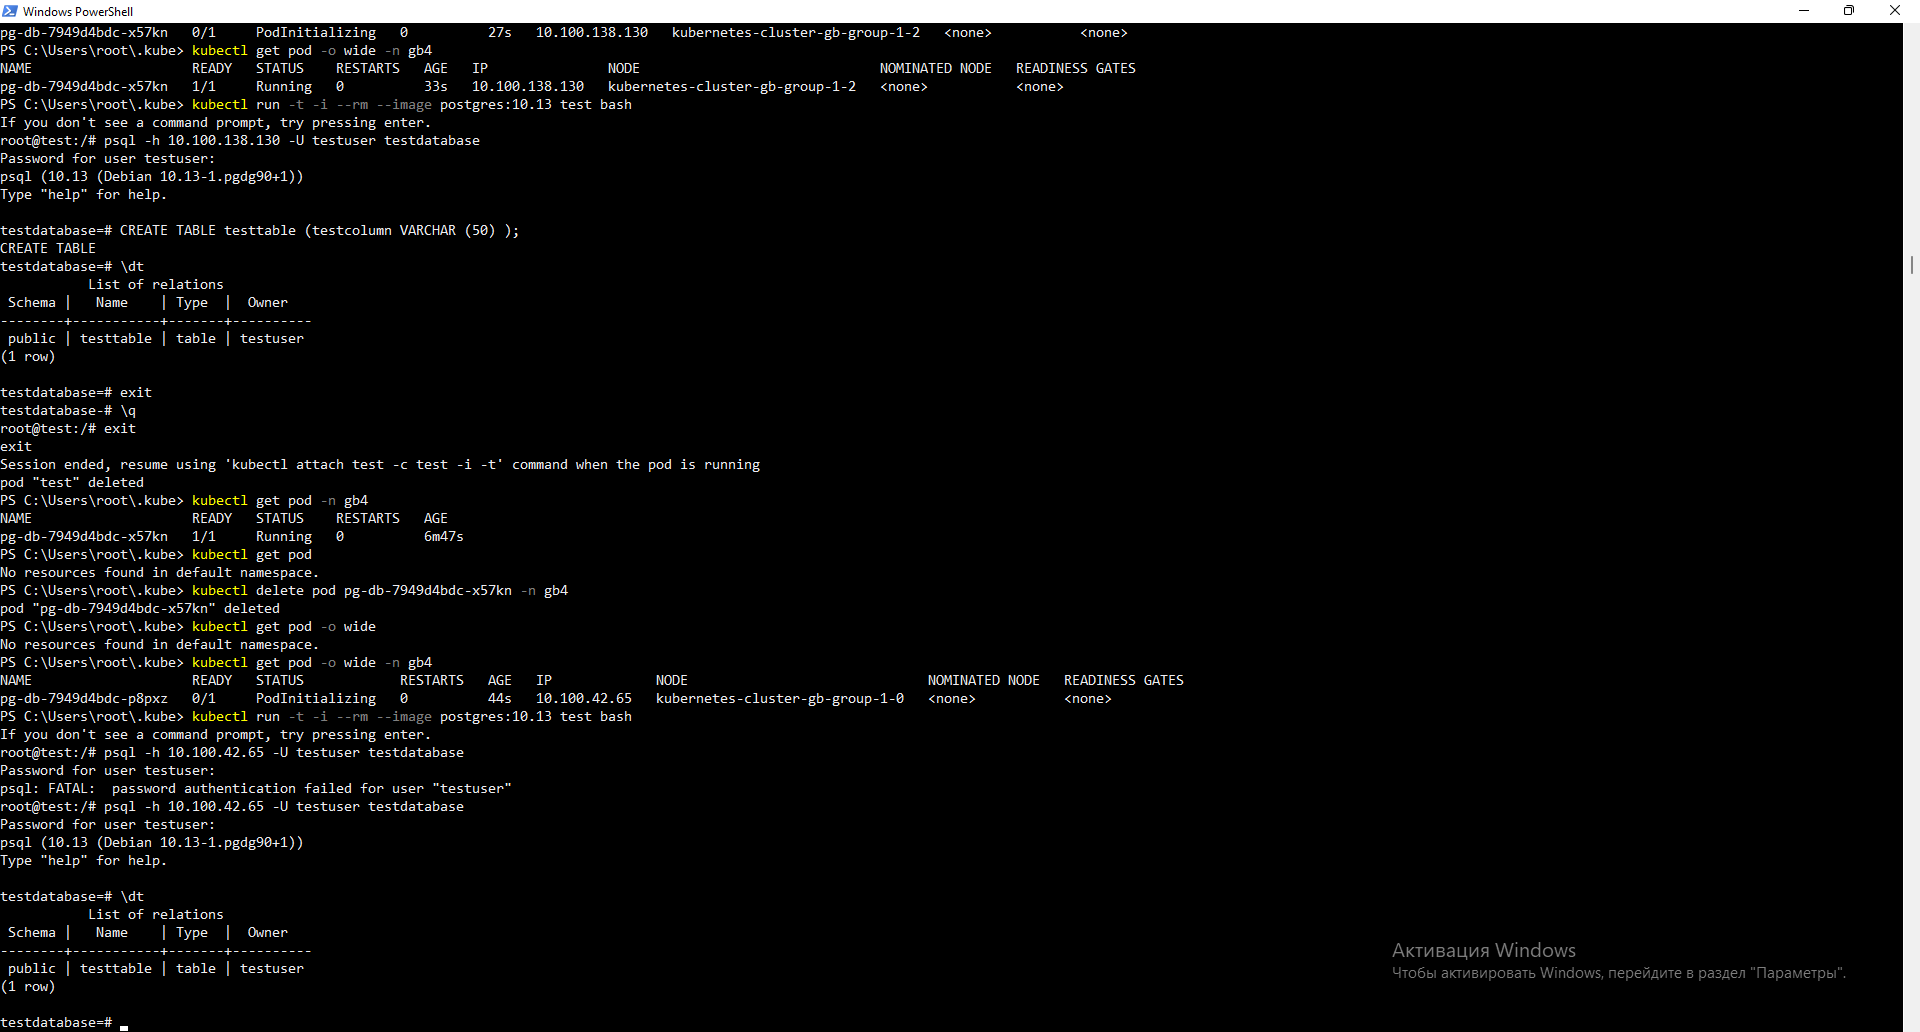 Windows PowerShell
pg-db-7949d4bdc-x57kn   0/1     PodInitializing   0          27s   10.100.138.130   kubernetes-cluster-gb-group-1-2   <none>           <none>
PS C:\Users\root\.kube> kubectl get pod -o wide -n gb4
NAME                    READY   STATUS    RESTARTS   AGE   IP               NODE                              NOMINATED NODE   READINESS GATES
pg-db-7949d4bdc-x57kn   1/1     Running   0          33s   10.100.138.130   kubernetes-cluster-gb-group-1-2   <none>           <none>
PS C:\Users\root\.kube> kubectl run -t -i --rm --image postgres:10.13 test bash
If you don't see a command prompt, try pressing enter.
root@test:/# psql -h 10.100.138.130 -U testuser testdatabase
Password for user testuser:
psql (10.13 (Debian 10.13-1.pgdg90+1))
Type "help" for help.
testdatabase=# CREATE TABLE testtable (testcolumn VARCHAR (50) );
CREATE TABLE
testdatabase=# \dt
           List of relations
 Schema |   Name    | Type  |  Owner
--------+-----------+-------+----------
 public | testtable | table | testuser
(1 row)
testdatabase=# exit
testdatabase-# \q
root@test:/# exit
exit
Session ended, resume using 'kubectl attach test -c test -i -t' command when the pod is running
pod "test" deleted
PS C:\Users\root\.kube> kubectl get pod -n gb4
NAME                    READY   STATUS    RESTARTS   AGE
pg-db-7949d4bdc-x57kn   1/1     Running   0          6m47s
PS C:\Users\root\.kube> kubectl get pod
No resources found in default namespace.
PS C:\Users\root\.kube> kubectl delete pod pg-db-7949d4bdc-x57kn -n gb4
pod "pg-db-7949d4bdc-x57kn" deleted
PS C:\Users\root\.kube> kubectl get pod -o wide
No resources found in default namespace.
PS C:\Users\root\.kube> kubectl get pod -o wide -n gb4
NAME                    READY   STATUS            RESTARTS   AGE   IP             NODE                              NOMINATED NODE   READINESS GATES
pg-db-7949d4bdc-p8pxz   0/1     PodInitializing   0          44s   10.100.42.65   kubernetes-cluster-gb-group-1-0   <none>           <none>
PS C:\Users\root\.kube> kubectl run -t -i --rm --image postgres:10.13 test bash
If you don't see a command prompt, try pressing enter.
root@test:/# psql -h 10.100.42.65 -U testuser testdatabase
Password for user testuser:
psql: FATAL:  password authentication failed for user "testuser"
root@test:/# psql -h 10.100.42.65 -U testuser testdatabase
Password for user testuser:
psql (10.13 (Debian 10.13-1.pgdg90+1))
Type "help" for help.
testdatabase=# \dt
           List of relations
 Schema |   Name    | Type  |  Owner
--------+-----------+-------+----------
 public | testtable | table | testuser
(1 row)
testdatabase=#
Активация Windows
Чтобы активировать Windows, перейдите в раздел "Параметры".